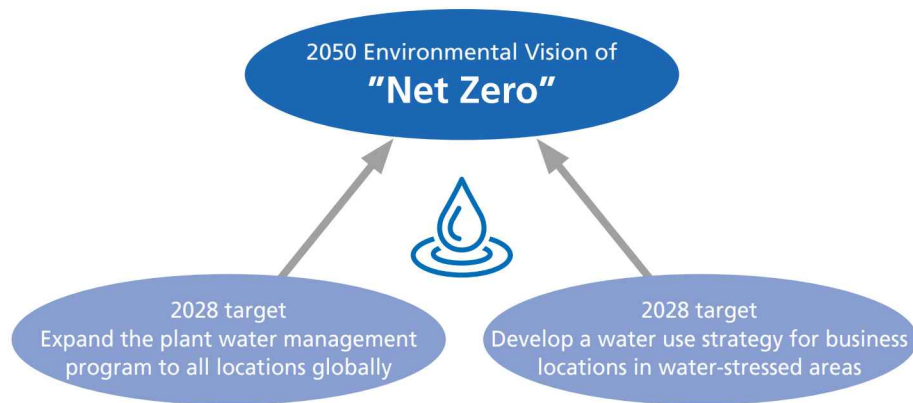 2050 Environmental Vision of
"Net Zero"
2028 target
Expand the plant water management
program to all locations globally
2028 target
Develop a water use strategy for business
locations in water-stressed areas